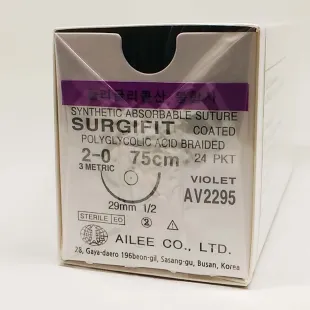 SYNTHETIC ABSORBABLE SUTURE
SURGIFIT COATED
POLYGLYCOLIC ACID BRAIDED
2-0 75cm 24 PKT
3 METRIC
VIOLET
AV2295
29mm 1/2
STERILE EO
AILEE CO., LTD.
28, Gaya-daero 196beon-gil, Sasang-gu, Busan, Korea